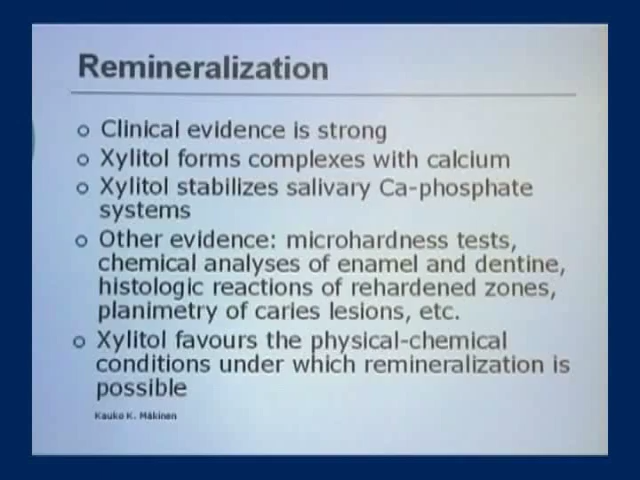 Remineralization
Clinical evidence is strong
Xylitol forms complexes with calcium
Xylitol stabilizes salivary Ca-phosphate
systems
Other evidence: microhardness tests,
chemical analyses of enamel and dentine,
histologic reactions of rehardened zones,
planimetry of caries lesions, etc.
Xylitol favours the physical-chemical
conditions under which remineralization is
possible
Kauko K. Mäkinen